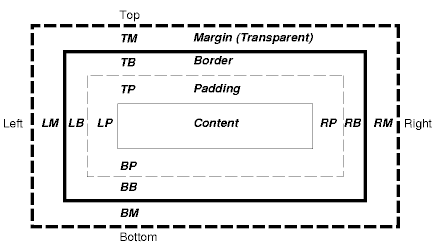 Top
TM Margin (Transparent)
TB Border
TP Padding
Left LM LB LP Content RP RB RM Right
BP
BB
BM
Bottom